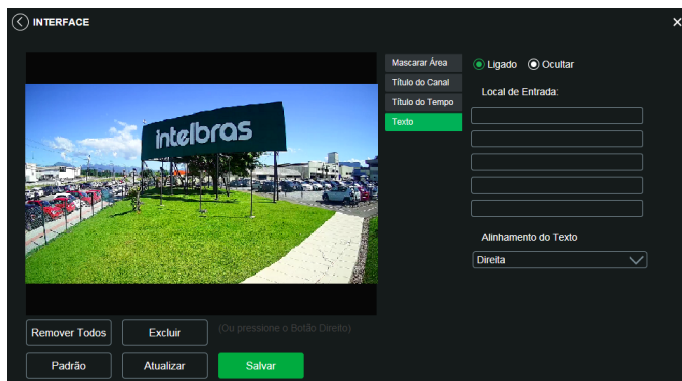 INTERFACE
intelbras
Mascarar Área
Título do Canal
Título do Tempo
Texto
Ligado
Ocultar
Local de Entrada:
Alinhamento do Texto
Direita
Remover Todos
Excluir
(Ou pressione o Botão Direito)
Padrão
Atualizar
Salvar